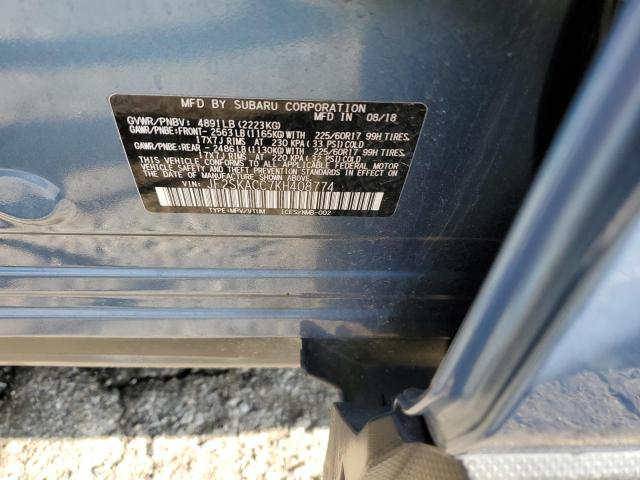 MFD BY SUBARU CORPORATION MFD IN 08/18
GVWR/PNBV: 4891LB (2223KG)
GAWR/PNBE:FRONT- 2563LB(1165KG)WITH 225/60R17 99H TIRES,
17X7J RIMS AT 230 KPA(33 PSI)COLD
GAWR/PNBE:REAR- 2486LB(1130KG)WITH 225/60R17 99H TIRES,
17X7J RIMS AT 220 KPA(32 PSI)COLD
THIS VEHICLE CONFORMS TO ALL APPLICABLE FEDERAL
MOTOR VEHICLE SAFETY AND THEFT PREVENTION STANDARDS IN EFFECT ON
THE DATE OF MANUFACTURE SHOWN ABOVE.
VIN: JF2SKACC7KH408774
TYPE=MPV/VTUM ICES/NMB-002